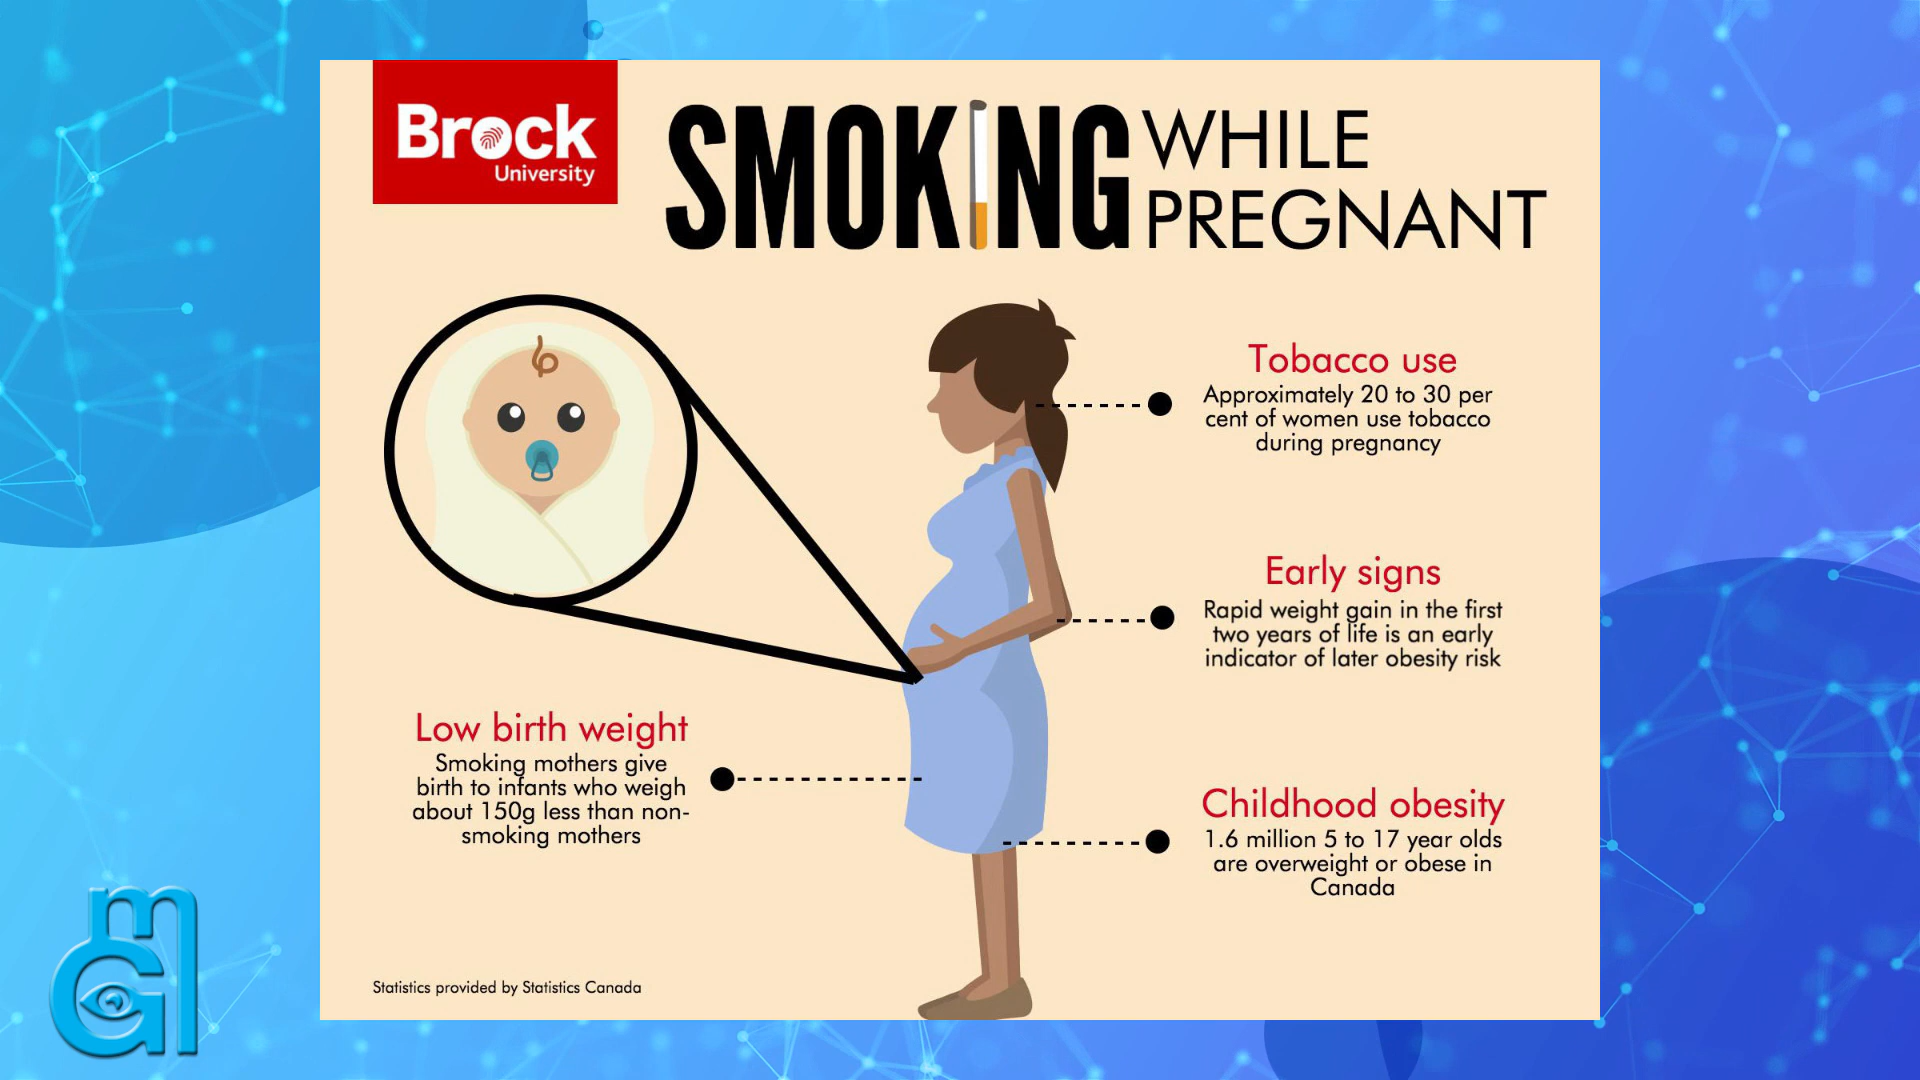 Brock
University
SMOKING WHILE
PREGNANT
Tobacco use
Approximately 20 to 30 per
cent of women use tobacco
during pregnancy
Early signs
Rapid weight gain in the first
two years of life is an early
indicator of later obesity risk
Low birth weight
Smoking mothers give
birth to infants who weigh
about 150g less than non-
smoking mothers
Childhood obesity
1.6 million 5 to 17 year olds
are overweight or obese in
Canada
Statistics provided by Statistics Canada